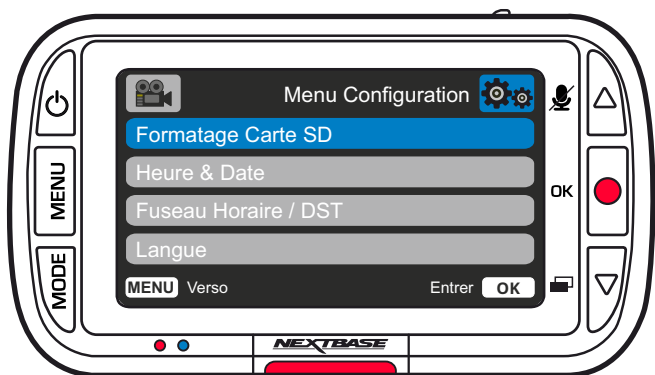 Menu Configuration
Formatage Carte SD
Heure & Date
MENU
OK
Fuseau Horaire / DST
Langue
MODE
MENU Verso Entrer OK
NEXTBASE